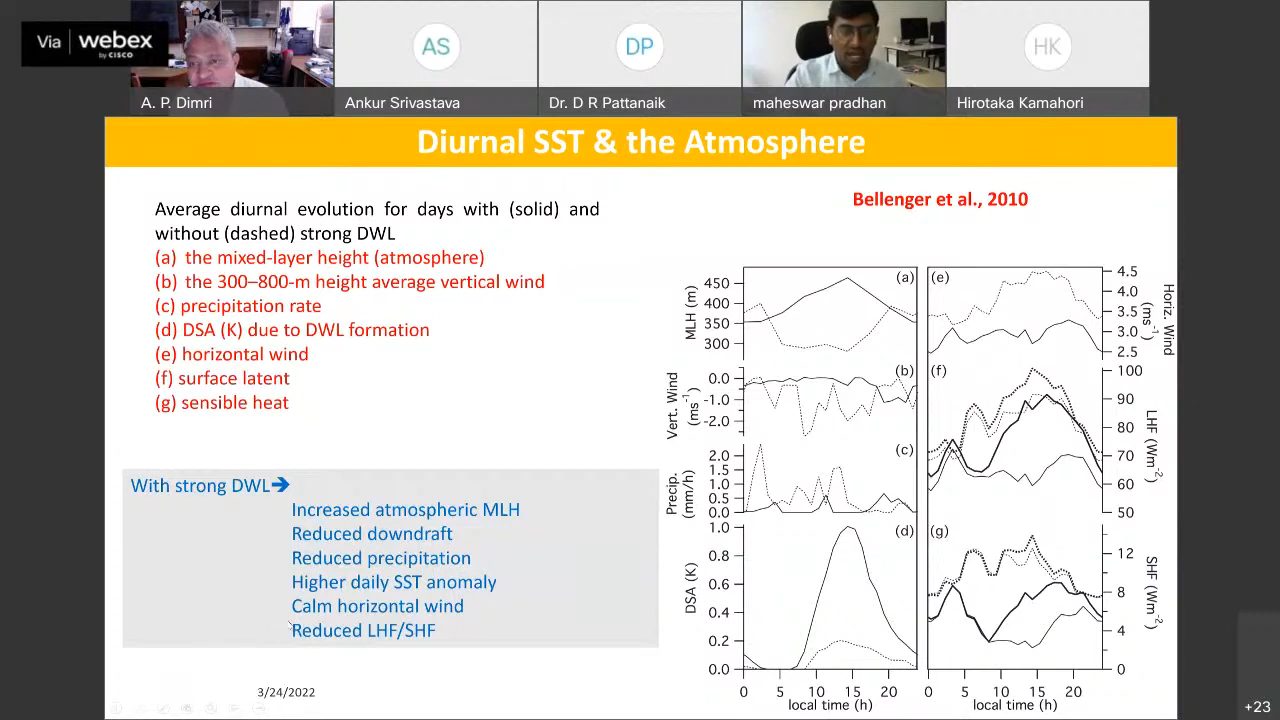 Via webex
by CISCO
AS
DP
HK
A. P. Dimri
Ankur Srivastava
Dr. D R Pattanaik
maheswar pradhan
Hirotaka Kamahori
Diurnal SST & the Atmosphere
Average diurnal evolution for days with (solid) and
without (dashed) strong DWL
(a) the mixed-layer height (atmosphere)
(b) the 300–800-m height average vertical wind
(c) precipitation rate
(d) DSA (K) due to DWL formation
(e) horizontal wind
(f) surface latent
(g) sensible heat
With strong DWL➔
Increased atmospheric MLH
Reduced downdraft
Reduced precipitation
Higher daily SST anomaly
Calm horizontal wind
Reduced LHF/SHF
3/24/2022
Bellenger et al., 2010
(a)
MLH (m)
450
400
350
300
(b)
Vert. Wind
(ms⁻¹)
0.0
-1.0
-2.0
(c)
Precip.
(mm/h)
2.0
1.5
1.0
0.5
0.0
(d)
DSA (K)
1.0
0.8
0.6
0.4
0.2
0.0
0 5 10 15 20
local time (h)
(e)
4.5
4.0
3.5
3.0
2.5
Horiz. Wind
(ms⁻¹)
(f)
100
90
80
70
60
50
LHF (Wm⁻²)
(g)
12
8
4
0
SHF (Wm⁻²)
0 5 10 15 20
local time (h)
+23